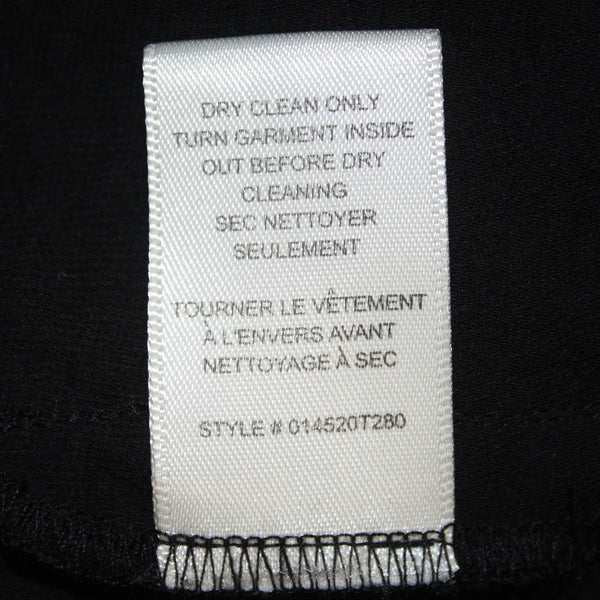 DRY CLEAN ONLY
TURN GARMENT INSIDE
OUT BEFORE DRY
CLEANING
SEC NETTOYER
SEULEMENT
TOURNER LE VÊTEMENT
À L'ENVERS AVANT
NETTOYAGE À SEC
STYLE # 014520T280